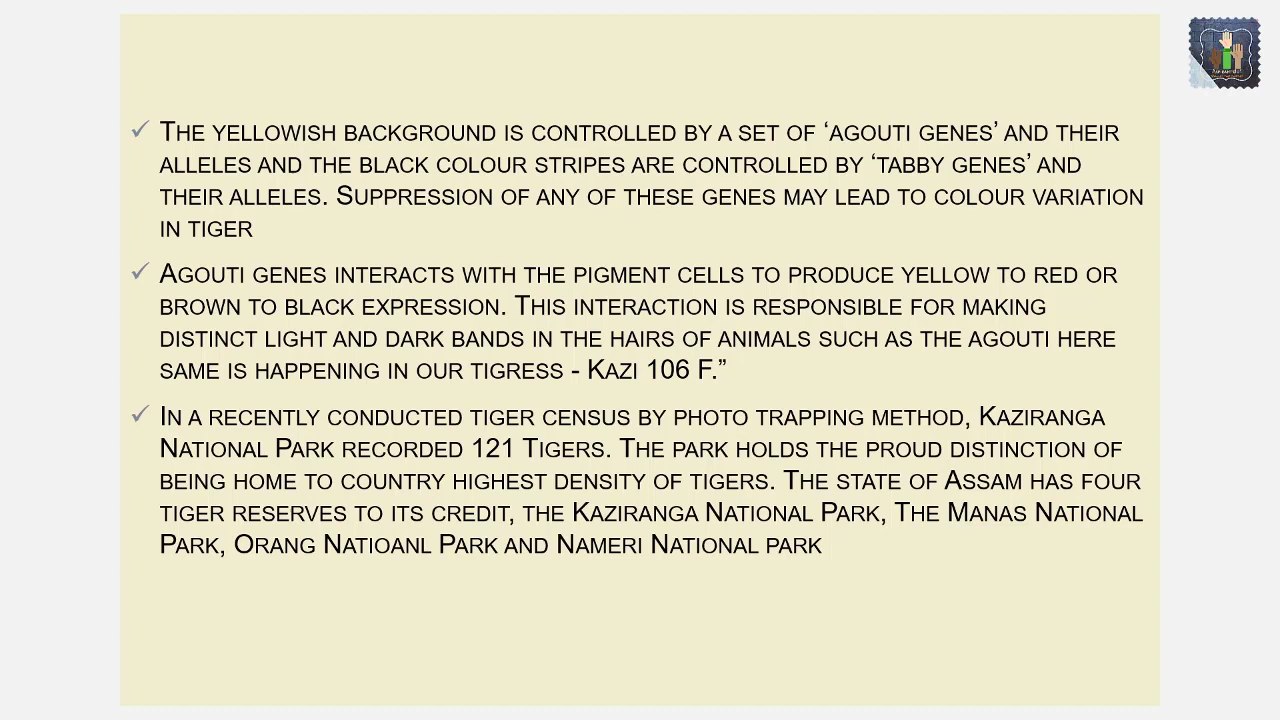 The yellowish background is controlled by a set of ‘agouti genes’ and their
alleles and the black colour stripes are controlled by ‘tabby genes’ and
their alleles. Suppression of any of these genes may lead to colour variation
in tiger
Agouti genes interacts with the pigment cells to produce yellow to red or
brown to black expression. This interaction is responsible for making
distinct light and dark bands in the hairs of animals such as the agouti here
same is happening in our tigress - Kazi 106 F.”
In a recently conducted tiger census by photo trapping method, Kaziranga
National Park recorded 121 Tigers. The park holds the proud distinction of
being home to country highest density of tigers. The state of Assam has four
tiger reserves to its credit, the Kaziranga National Park, The Manas National
Park, Orang Natioanl Park and Nameri National park